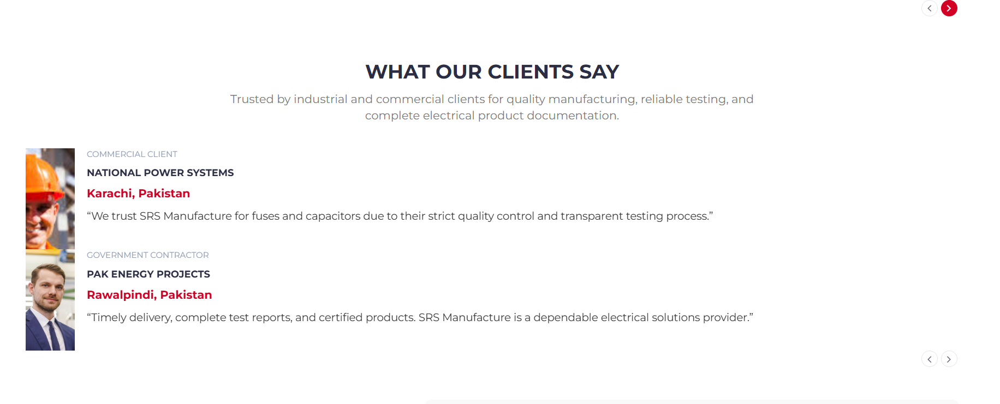 WHAT OUR CLIENTS SAY
Trusted by industrial and commercial clients for quality manufacturing, reliable testing, and
complete electrical product documentation.
COMMERCIAL CLIENT
NATIONAL POWER SYSTEMS
Karachi, Pakistan
“We trust SRS Manufacture for fuses and capacitors due to their strict quality control and transparent testing process.”
GOVERNMENT CONTRACTOR
PAK ENERGY PROJECTS
Rawalpindi, Pakistan
“Timely delivery, complete test reports, and certified products. SRS Manufacture is a dependable electrical solutions provider.”